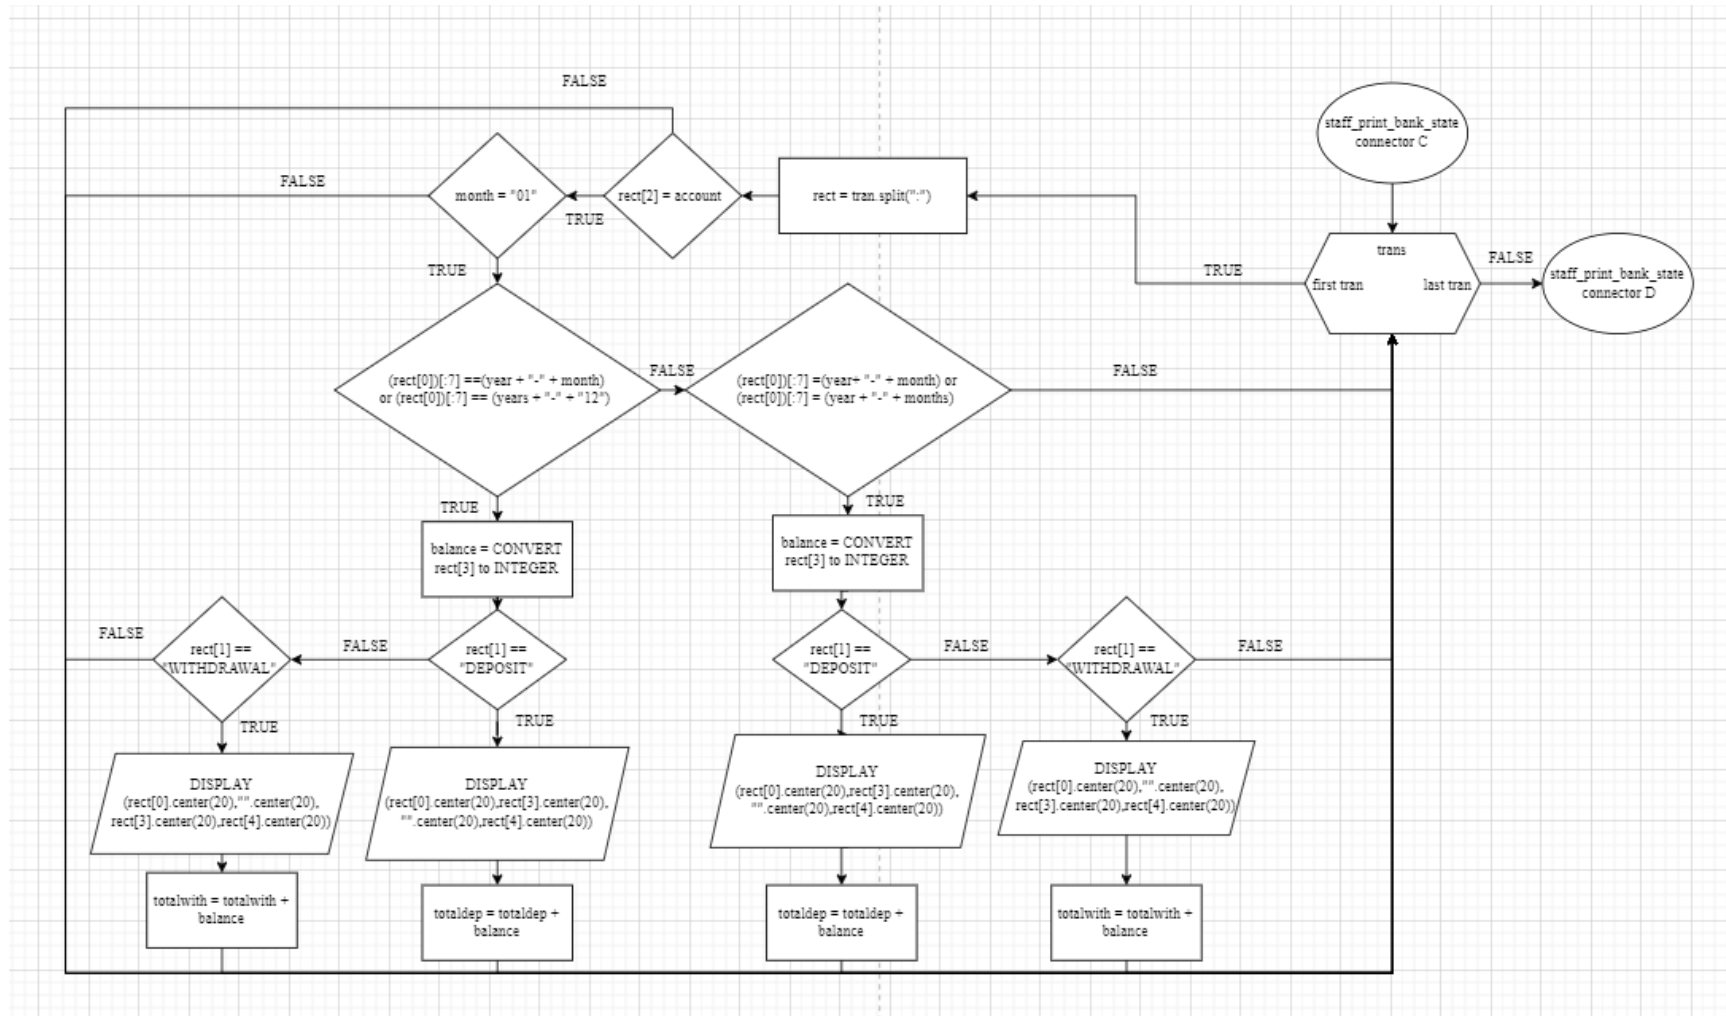 FALSE
staff_print_bank_state
connector C
FALSE
month = "01"
rect[2] = account
rect = tran.split(":")
TRUE
trans
first tran
last tran
TRUE
FALSE
staff_print_bank_state
connector D
TRUE
(rect[0])[:7] ==(year + "-" + month)
or (rect[0])[:7] == (years + "-" + "12")
FALSE
(rect[0])[:7] =(year+ "-" + month) or
(rect[0])[:7] = (year + "-" + months)
FALSE
TRUE
TRUE
balance = CONVERT
rect[3] to INTEGER
balance = CONVERT
rect[3] to INTEGER
FALSE
rect[1] ==
"WITHDRAWAL"
FALSE
rect[1] ==
"DEPOSIT"
rect[1] ==
"DEPOSIT"
FALSE
rect[1] ==
"WITHDRAWAL"
FALSE
TRUE
TRUE
TRUE
TRUE
DISPLAY
(rect[0].center(20),"".center(20),
rect[3].center(20),rect[4].center(20))
DISPLAY
(rect[0].center(20),rect[3].center(20),
"".center(20),rect[4].center(20))
DISPLAY
(rect[0].center(20),rect[3].center(20),
"".center(20),rect[4].center(20))
DISPLAY
(rect[0].center(20),"".center(20),
rect[3].center(20),rect[4].center(20))
totalwith = totalwith +
balance
totaldep = totaldep +
balance
totaldep = totaldep +
balance
totalwith = totalwith +
balance